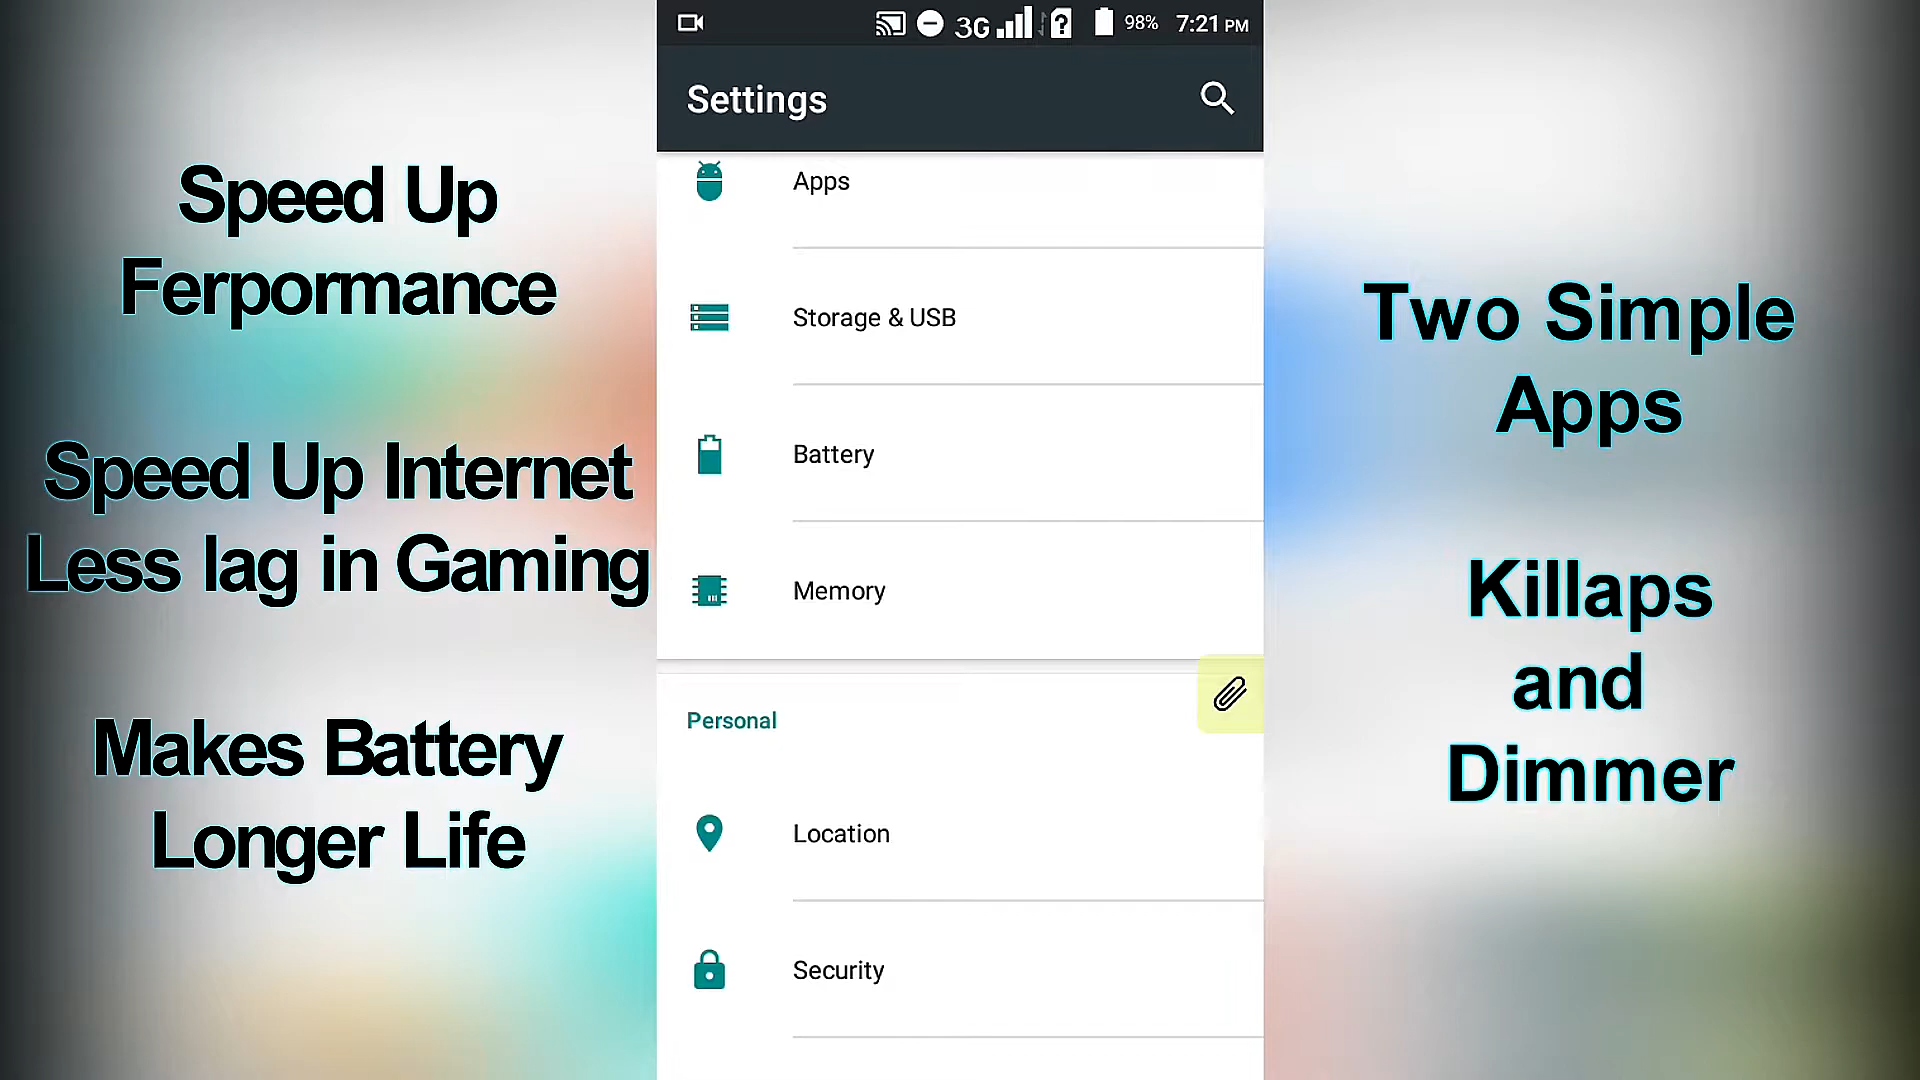 Speed Up
Ferpormance
Speed Up Internet
Less lag in Gaming
Makes Battery
Longer Life
3G
98%
7:21 PM
Settings
Apps
Storage & USB
Battery
Memory
Personal
Location
Security
Two Simple
Apps
Killaps
and
Dimmer